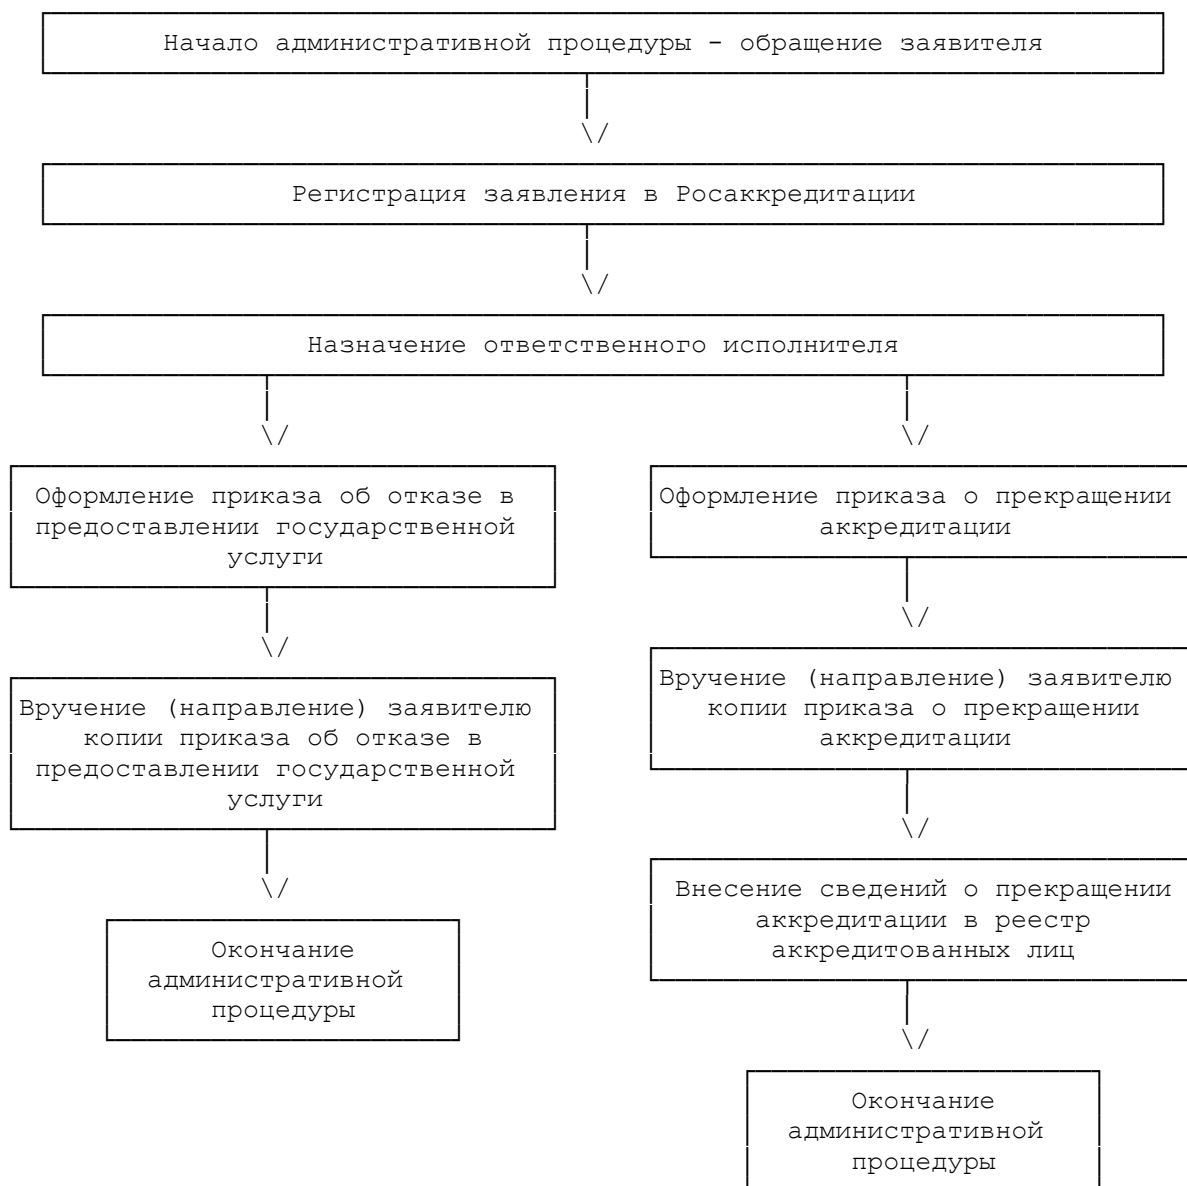 Начало административной процедуры - обращение заявителя
Регистрация заявления в Росаккредитации
Назначение ответственного исполнителя
Оформление приказа об отказе в
предоставлении государственной
услуги
Вручение (направление) заявителю
копии приказа об отказе в
предоставлении государственной
услуги
Окончание
административной
процедуры
Оформление приказа о прекращении
аккредитации
Вручение (направление) заявителю
копии приказа о прекращении
аккредитации
Внесение сведений о прекращении
аккредитации в реестр
аккредитованных лиц
Окончание
административной
процедуры